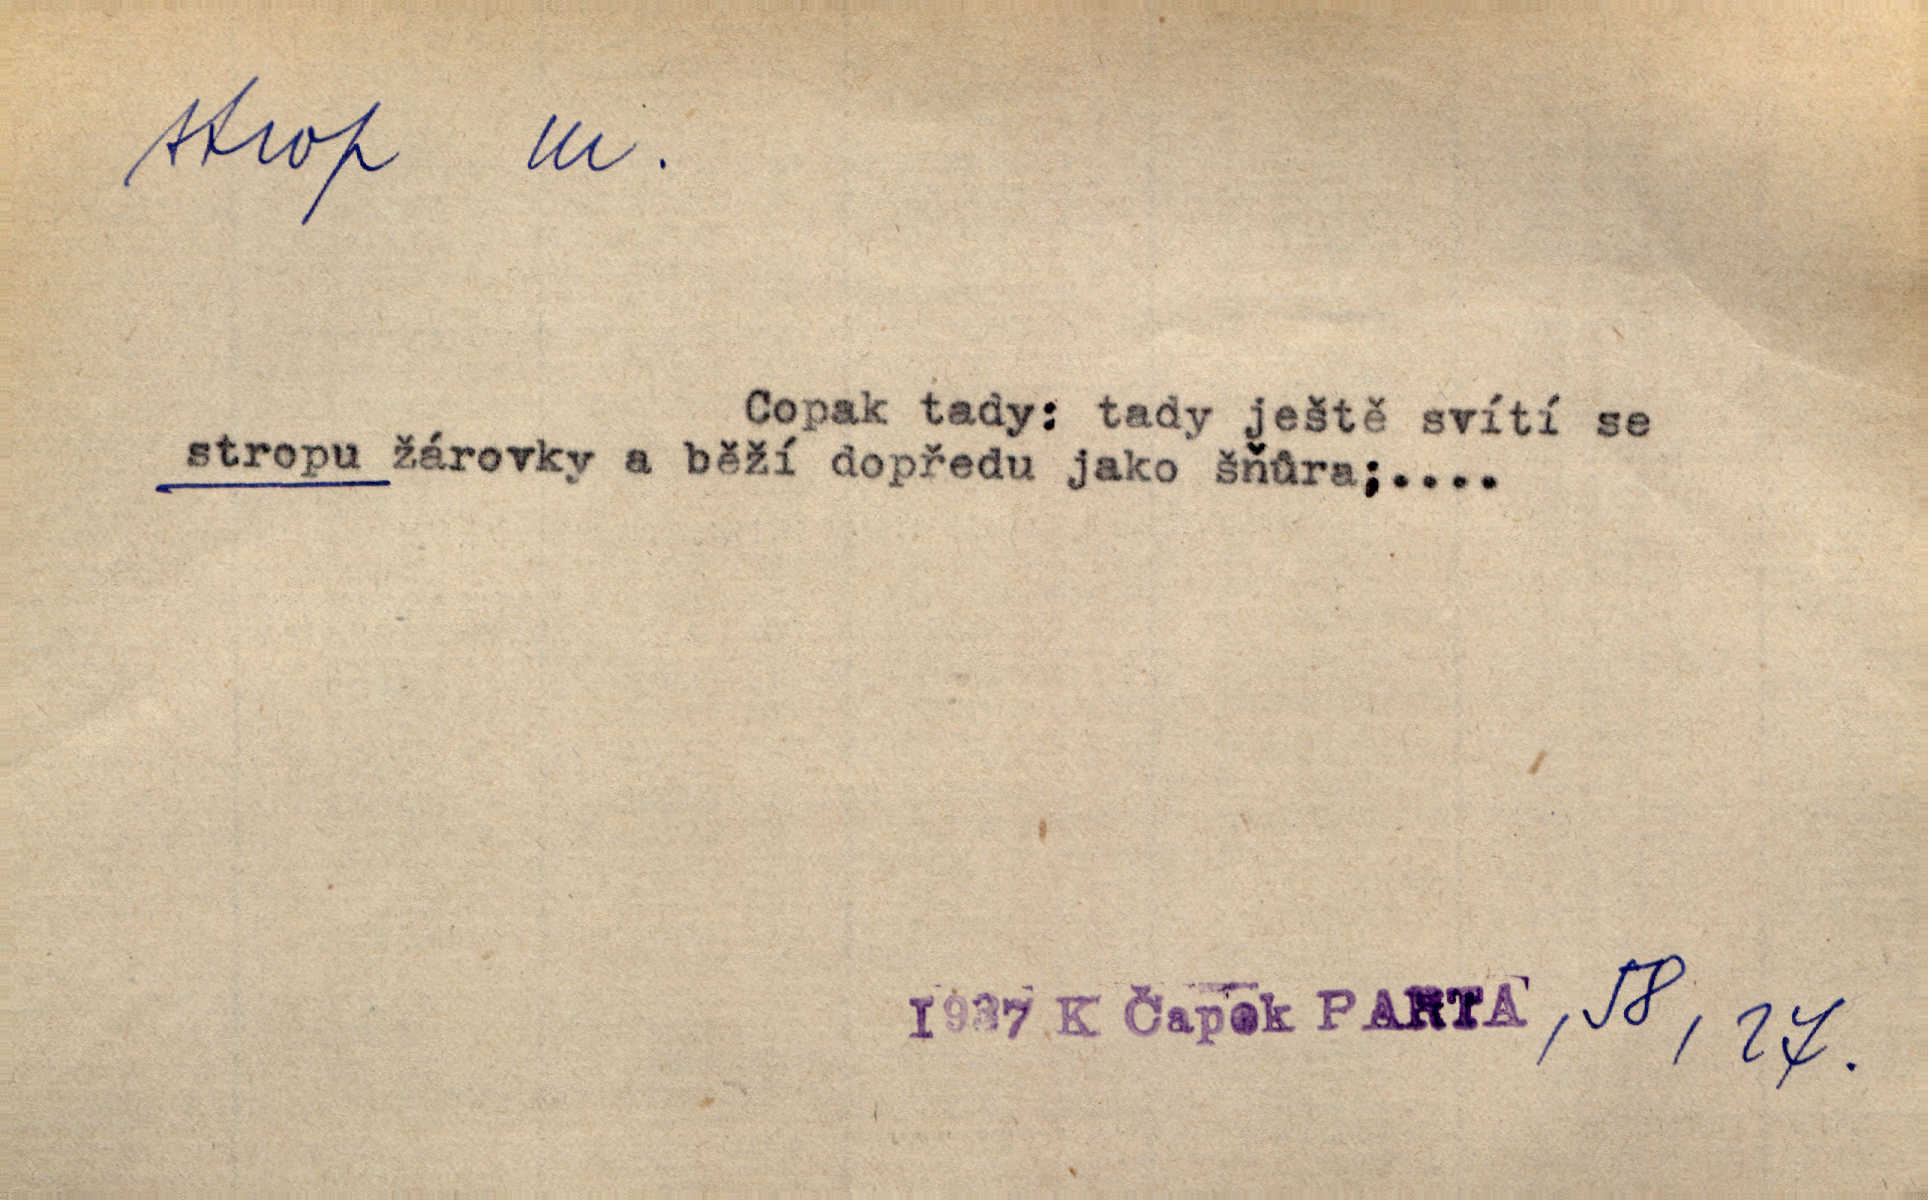 strop m.
Copak tady: tady ještě svítí se
stropu žárovky a běží dopředu jako šňůra;....
1937 K Čapek PARTA, 58, 27.